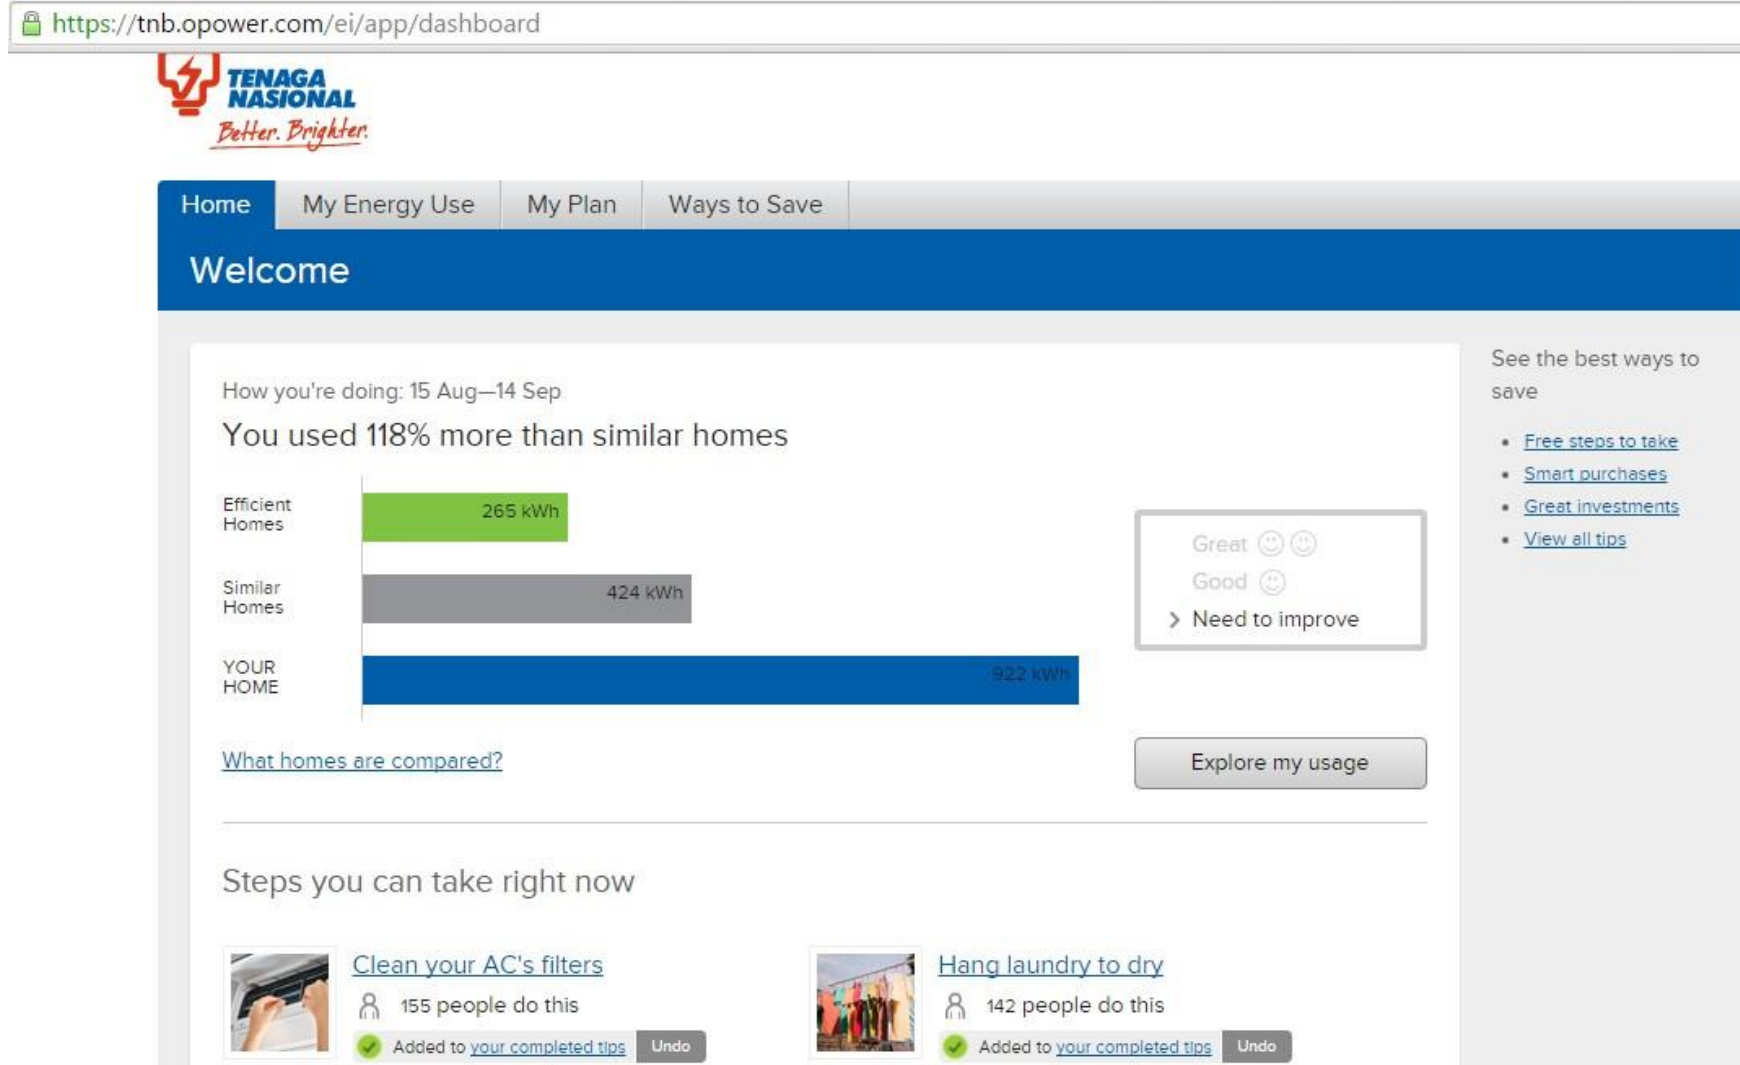 https://tnb.opower.com/ei/app/dashboard
TENAGA
NASIONAL
Better. Brighter.
Home
My Energy Use
My Plan
Ways to Save
Welcome
How you're doing: 15 Aug—14 Sep
You used 118% more than similar homes
Efficient
Homes
265 kWh
Similar
Homes
424 kWh
YOUR
HOME
922 kWh
Great
Good
> Need to improve
What homes are compared?
Explore my usage
Steps you can take right now
Clean your AC's filters
155 people do this
Added to your completed tips
Undo
Hang laundry to dry
142 people do this
Added to your completed tips
Undo
See the best ways to
save
• Free steps to take
• Smart purchases
• Great investments
• View all tips